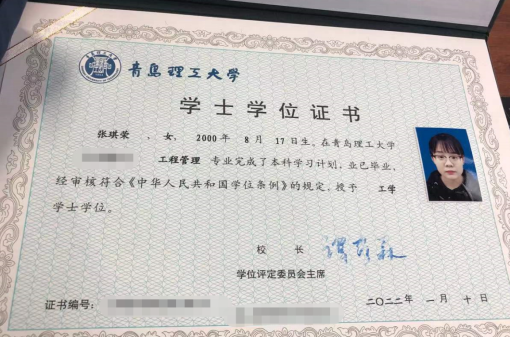 青岛理工大学
学士学位证书
张琪荣 ，女，2000 年 8 月 17日生。在青岛理工大学
工程管理 专业完成了本科学习计划，业已毕业，
经审核符合《中华人民共和国学位条例》的规定，授予 工学
学士学位。
校 长
学位评定委员会主席
证书编号：
二〇二二年 一月 十日